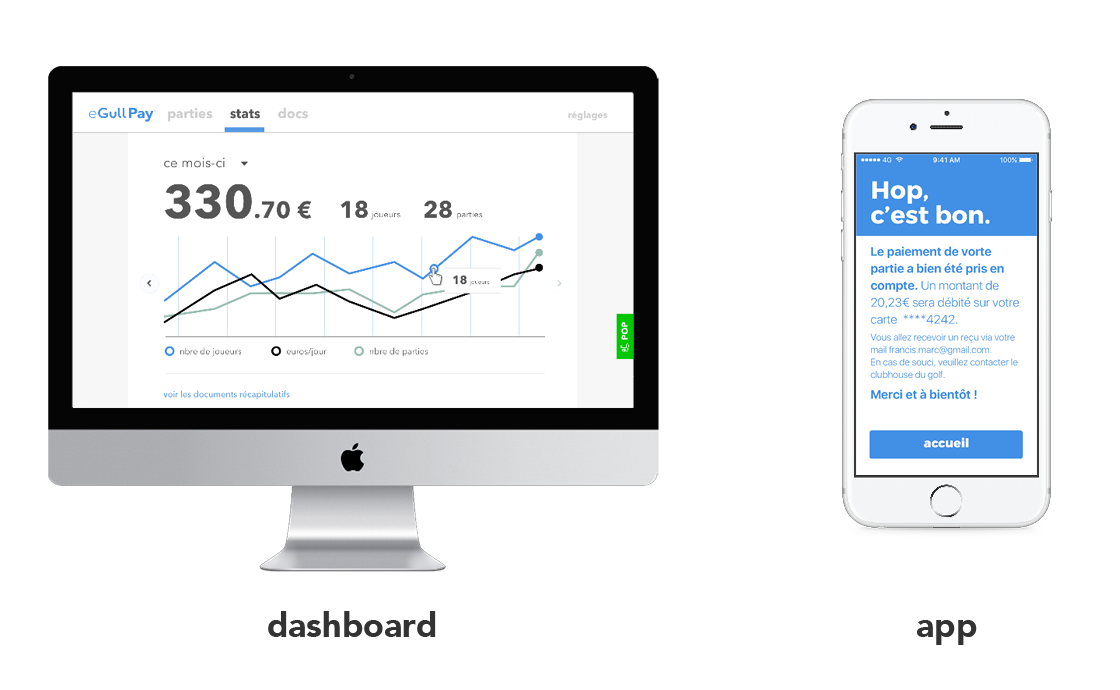 eGull Pay parties stats docs réglages
ce mois-ci
330.70 € 18 joueurs 28 parties
18 joueurs
POP
nbre de joueurs euros/jour nbre de parties
voir les documents récapitulatifs
dashboard
4G 9:41 AM 100%
Hop,
c'est bon.
Le paiement de vorte
partie a bien été pris en
compte. Un montant de
20,23€ sera débité sur votre
carte ****4242.
Vous allez recevoir un reçu via votre
mail francis.marc@gmail.com.
En cas de souci, veuillez contacter le
clubhouse du golf.
Merci et à bientôt !
accueil
app